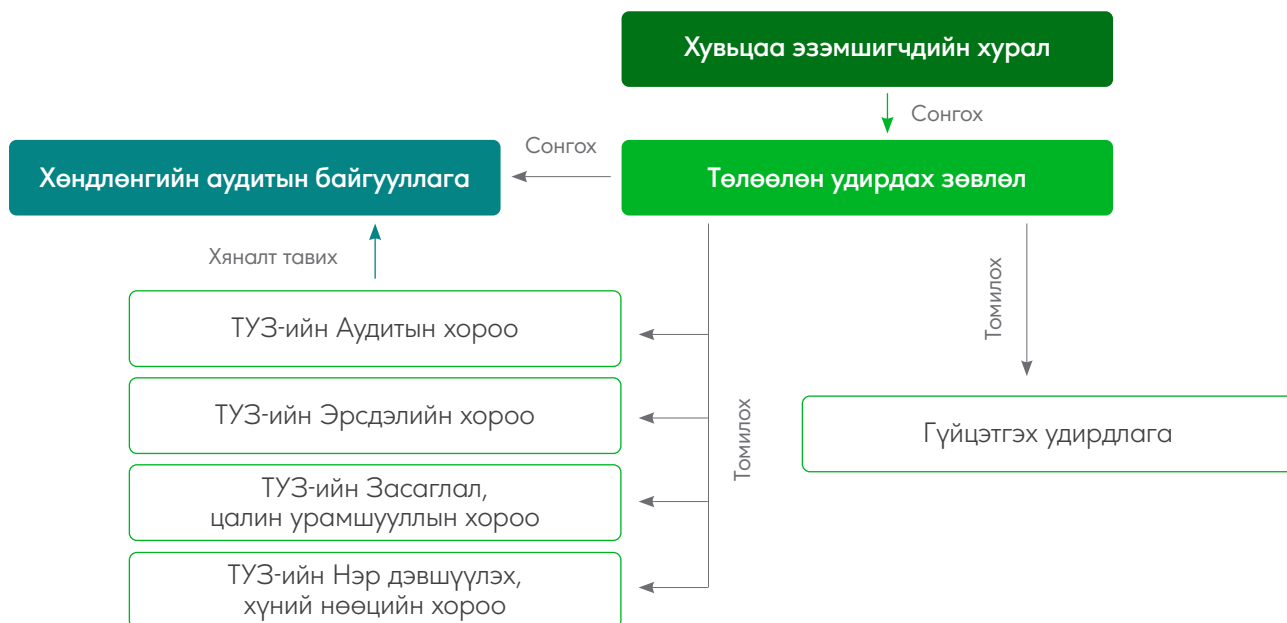 Хувьцаа эзэмшигчдийн хурал
Сонгох
Сонгох
Хөндлөнгийн аудитын байгууллага
Төлөөлөн удирдах зөвлөл
Хяналт тавих
Томилох
ТУЗ-ийн Аудитын хороо
ТУЗ-ийн Эрсдэлийн хороо
Томилох
Гүйцэтгэх удирдлага
ТУЗ-ийн Засаглал,
цалин урамшууллын хороо
ТУЗ-ийн Нэр дэвшүүлэх,
хүний нөөцийн хороо